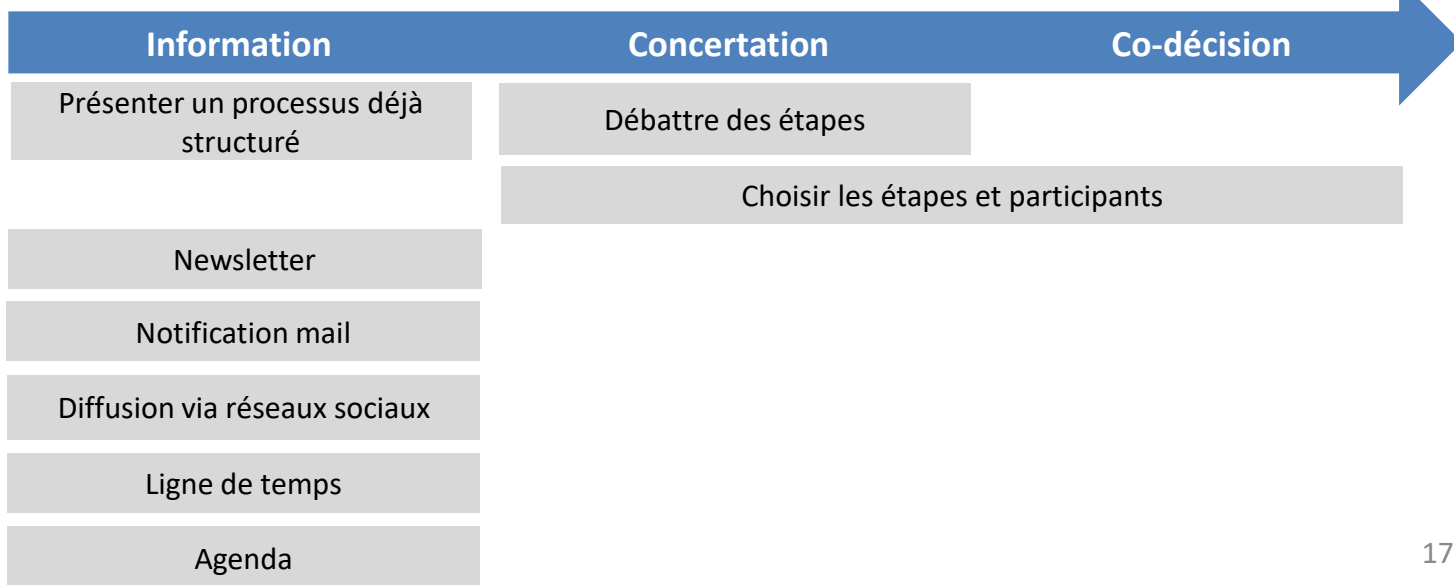 Information Concertation Co-décision
Présenter un processus déjà
structuré
Débattre des étapes
Choisir les étapes et participants
Newsletter
Notification mail
Diffusion via réseaux sociaux
Ligne de temps
Agenda
17